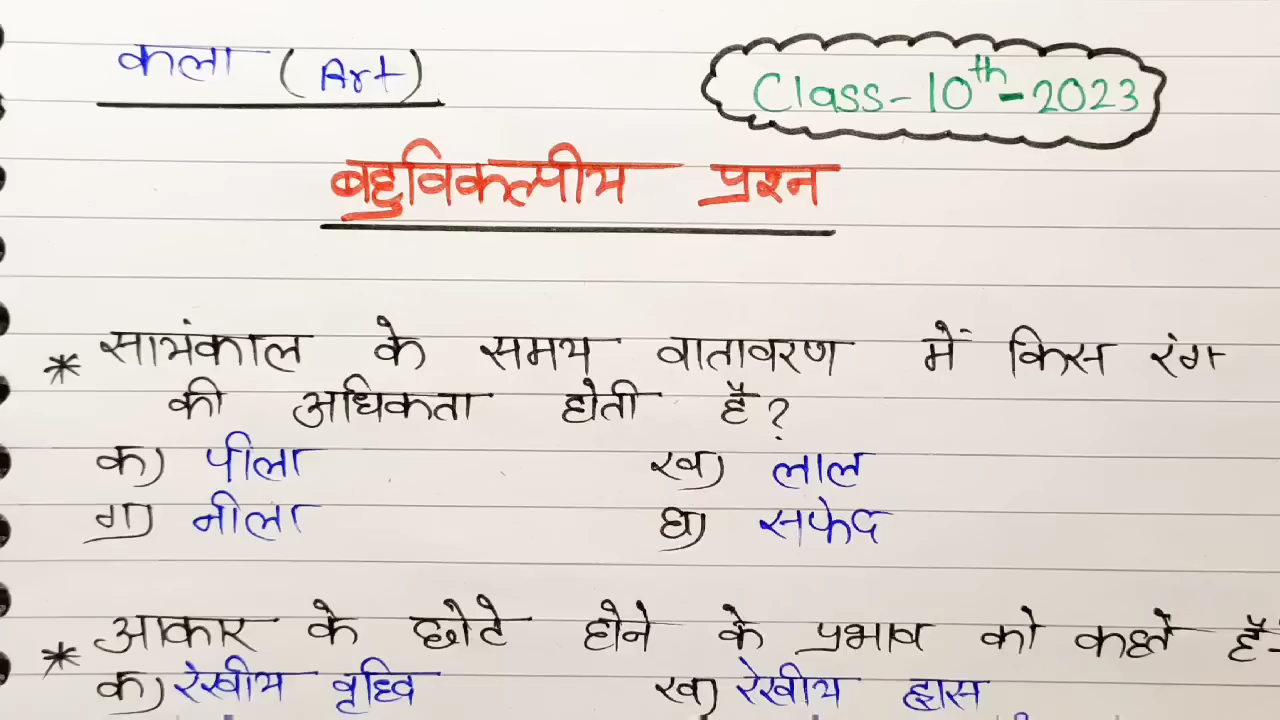 कला (Art)
Class-10th-2023
बहुविकल्पीय प्रश्न
* सायंकाल के समय वातावरण में किस रंग
की अधिकता होती है?
क) पीला ख) लाल
ग) नीला घ) सफेद
* आकार के छोटे होने के प्रभाव को कहते हैं-
क) रेखीय वृध्दि ख) रेखीय ह्रास